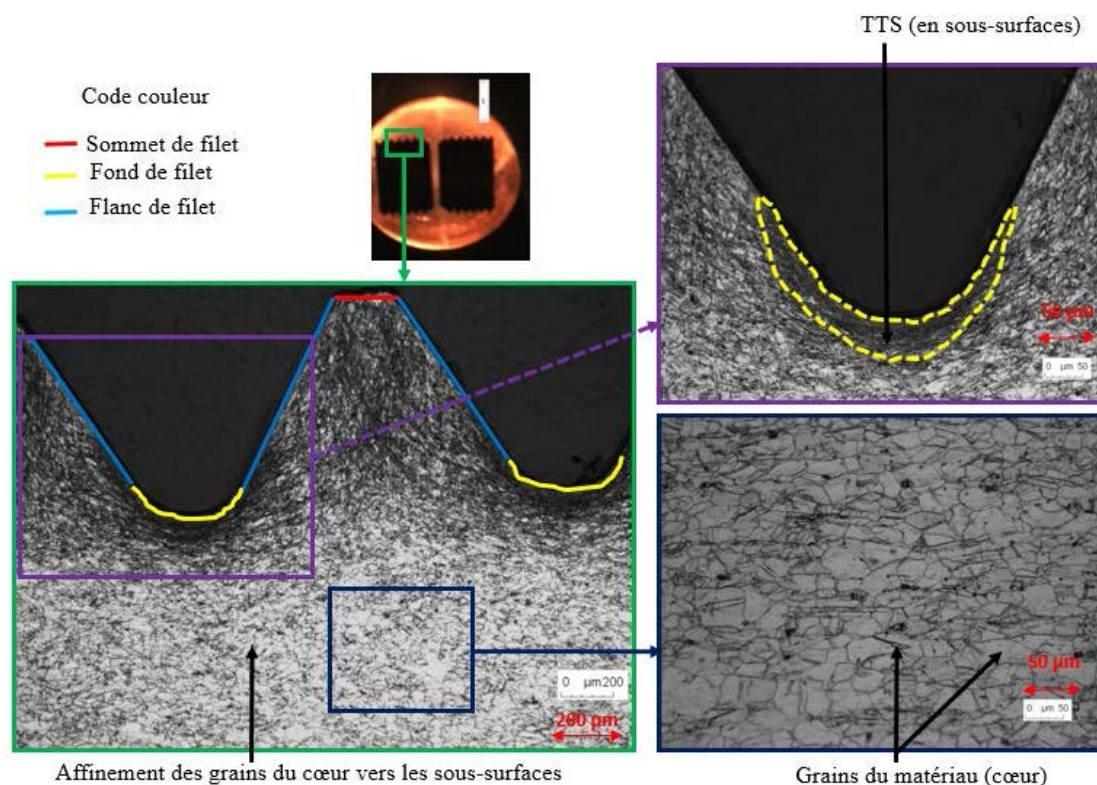 TTS (en sous-surfaces)
Code couleur
Sommet de filet
Fond de filet
Flanc de filet
50 µm
0 µm 50
0 µm200
200 µm
50 µm
0 µm 50
Affinement des grains du cœur vers les sous-surfaces
Grains du matériau (cœur)